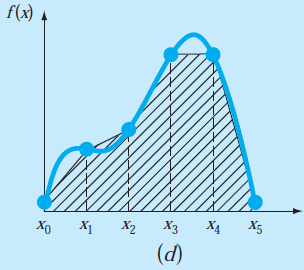 f(x)
x₀ x₁ x₂ x₃ x₄ x₅
(d)